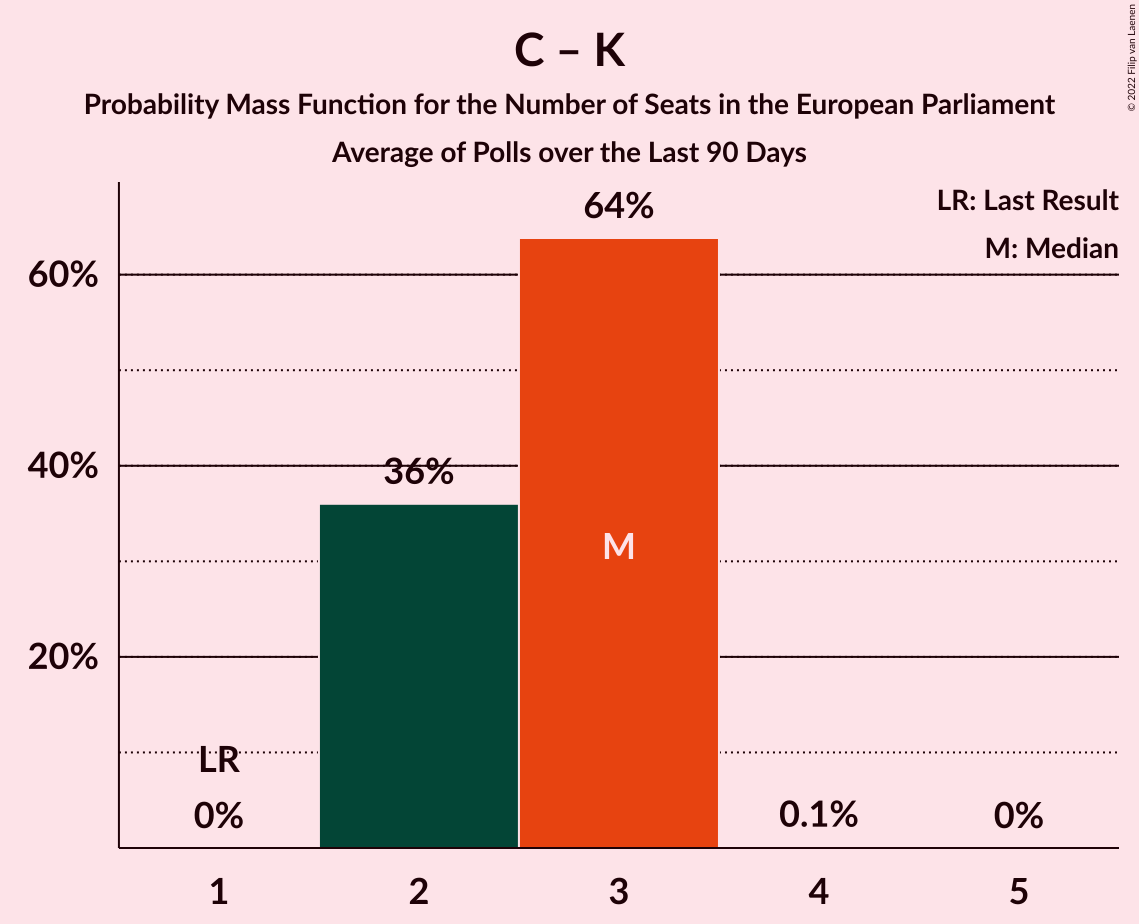 C – K
Probability Mass Function for the Number of Seats in the European Parliament
Average of Polls over the Last 90 Days
© 2022 Filip van Laenen
LR: Last Result
M: Median
64%
60%
40%
36%
M
20%
LR
0%
0.1%
0%
1 2 3 4 5